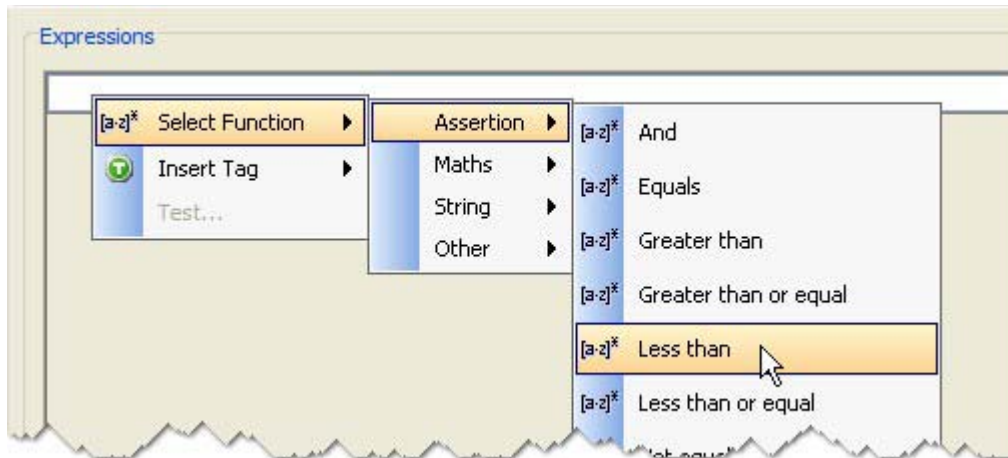 Expressions
[a-z]* Select Function
Insert Tag
Test...
Assertion
Maths
String
Other
[a-z]* And
[a-z]* Equals
[a-z]* Greater than
[a-z]* Greater than or equal
[a-z]* Less than
[a-z]* Less than or equal